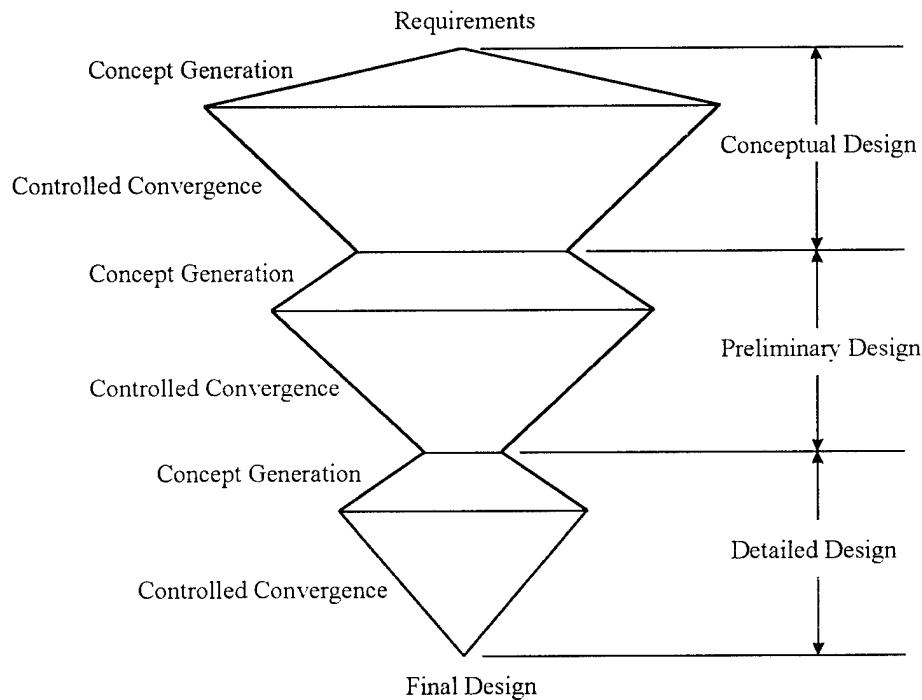 Requirements
Concept Generation
Conceptual Design
Controlled Convergence
Concept Generation
Preliminary Design
Controlled Convergence
Concept Generation
Detailed Design
Controlled Convergence
Final Design